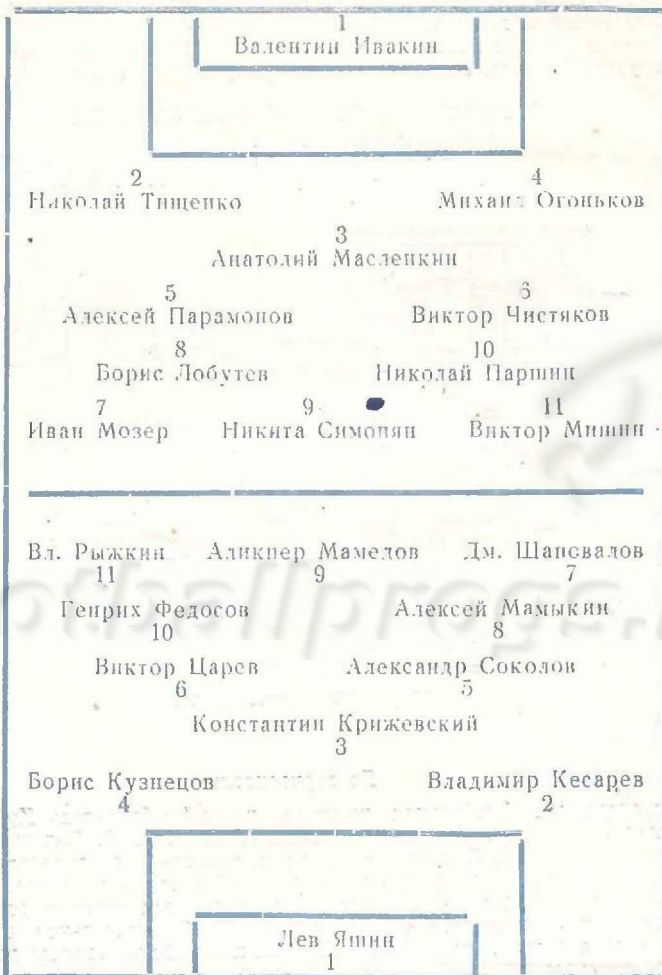 1
Валентин Ивакин
2 4
Николай Тищенко Михаил Огоньков
3
Анатолий Масленкин
5 6
Алексей Парамонов Виктор Чистяков
8 10
Борис Лобутев Николай Паршин
7 9 11
Иван Мозер Никита Симонян Виктор Мишин
Вл. Рыжкин Аликпер Мамедов Дм. Шаповалов
11 9 7
Генрих Федосов Алексей Мамыкин
10 8
Виктор Царев Александр Соколов
6 5
Константин Крижевский
3
Борис Кузнецов Владимир Кесарев
4 2
Лев Яшин
1